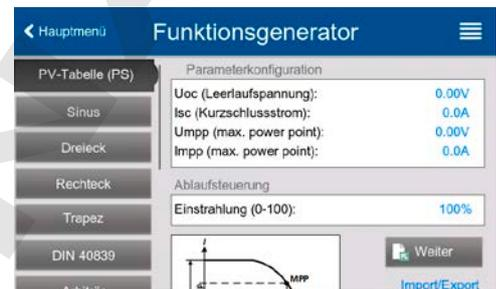 Hauptmenü
Funktionsgenerator
PV-Tabelle (PS)
Sinus
Dreieck
Rechteck
Trapez
DIN 40839
Parameterkonfiguration
Uoc (Leerlaufspannung): 0.00V
Isc (Kurzschlussstrom): 0.0A
Umpp (max. power point): 0.00V
Impp (max. power point): 0.0A
Ablaufsteuerung
Einstrahlung (0-100): 100%
I
MPP
Weiter
Import/Export